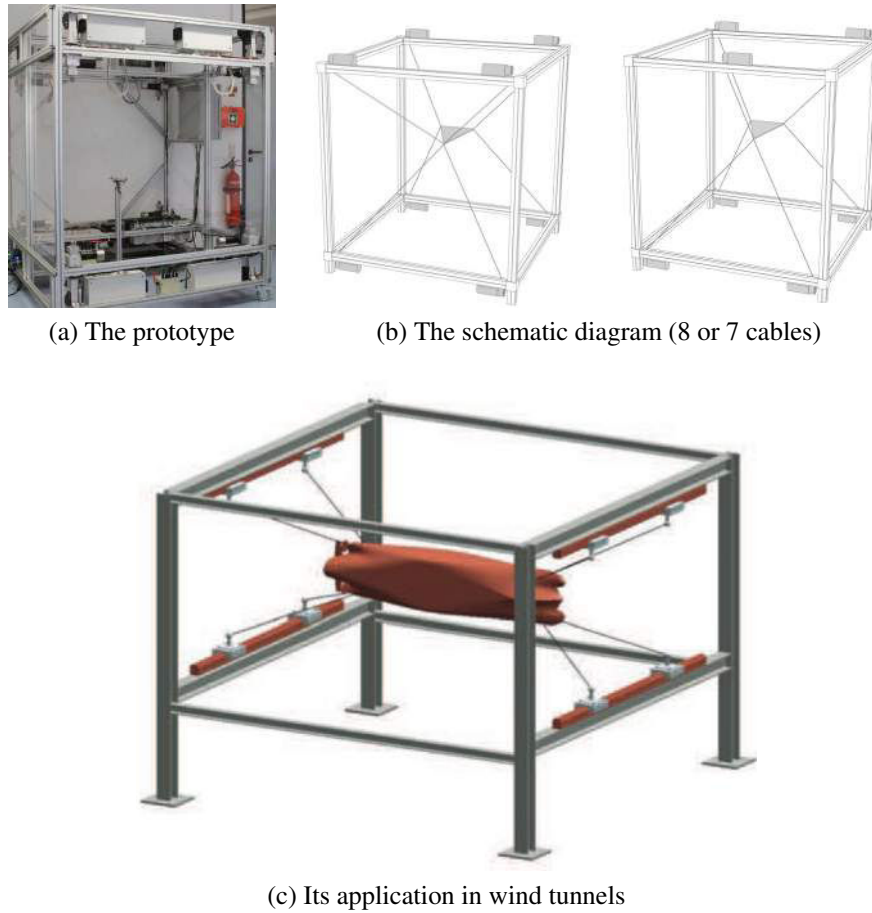 (a) The prototype
(b) The schematic diagram (8 or 7 cables)
(c) Its application in wind tunnels